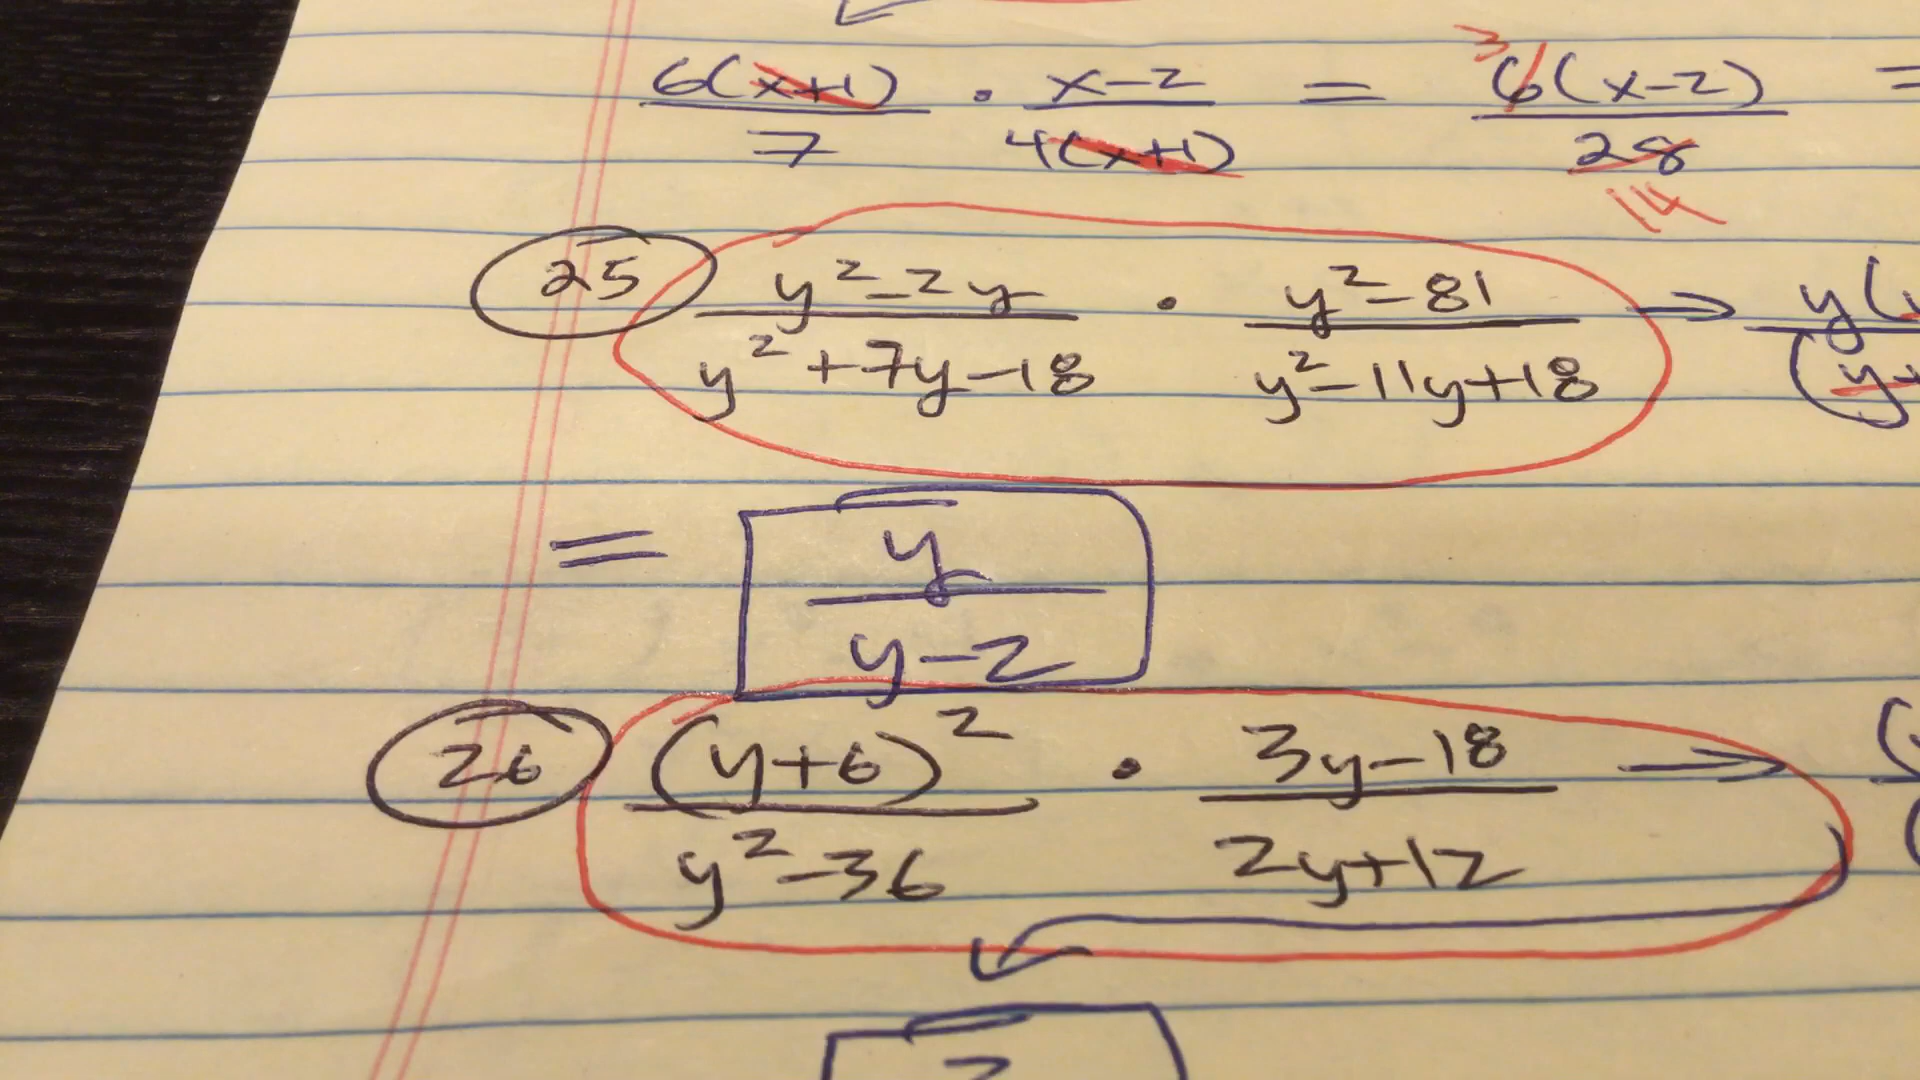 6(x+1)/7 · x-2/4(x+1) = 3 6(x-2)/28 14 =
25 y²-2y/y²+7y-18 · y²-81/y²-11y+18 → y(
(y+
= y/y-2
26 (y+6)²/y²-36 · 3y-18/2y+12 → (